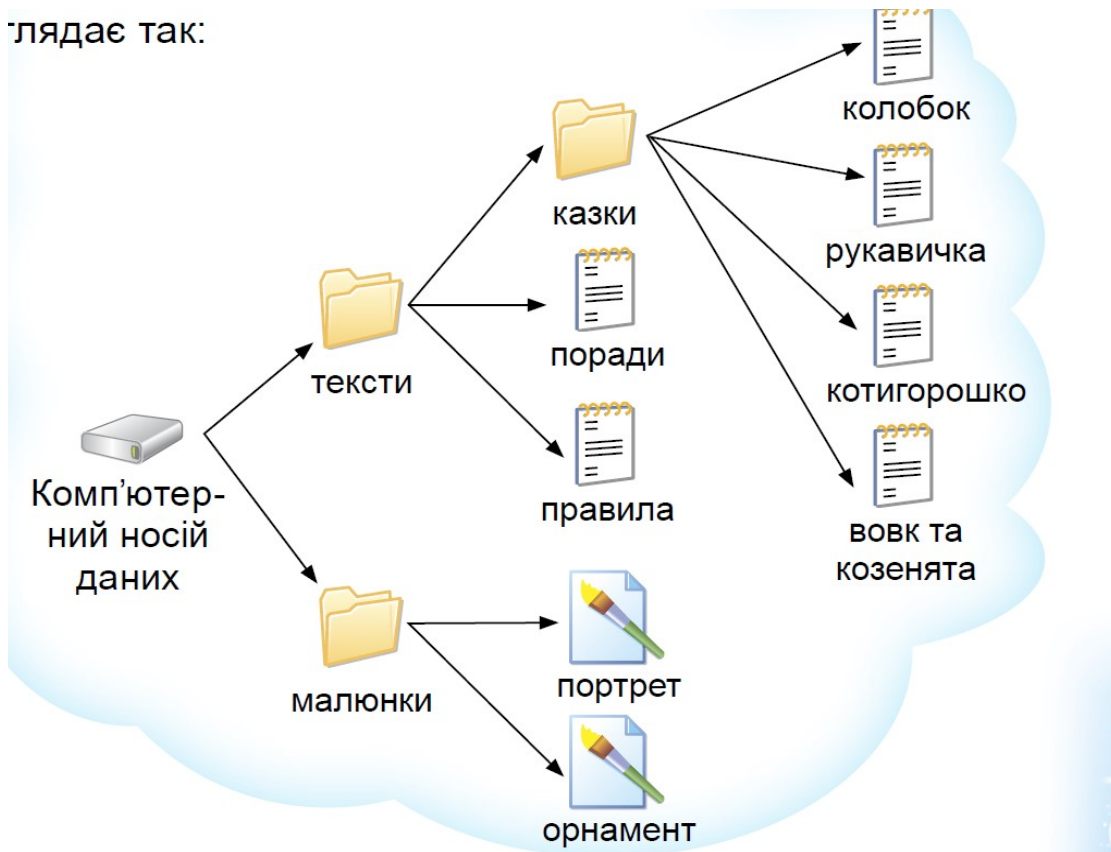 глядає так:
колобок
казки
рукавичка
поради
тексти
котигорошко
Комп’ютер-
ний носій
даних
правила
вовк та
козенята
малюнки
портрет
орнамент